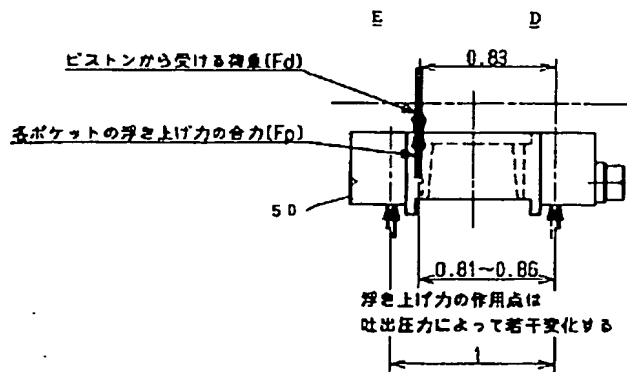 E D
ピストンから受ける荷重(Fd)
0.83
各ポケットの浮き上げ力の合力(Fp)
50
0.81~0.86
浮き上げ力の作用点は
吐出圧力によって若干変化する
1